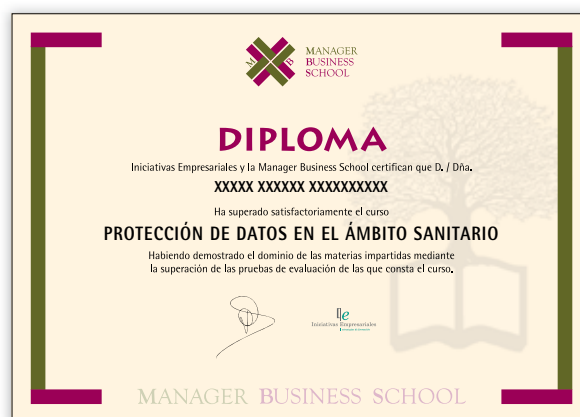 M B
MANAGER
BUSINESS
SCHOOL
DIPLOMA
Iniciativas Empresariales y la Manager Business School certifican que D. / Dña.
XXXXX XXXXXX XXXXXXXXXX
Ha superado satisfactoriamente el curso
PROTECCIÓN DE DATOS EN EL ÁMBITO SANITARIO
Habiendo demostrado el dominio de las materias impartidas mediante
la superación de las pruebas de evaluación de las que consta el curso.
Iniciativas Empresariales
MANAGER BUSINESS SCHOOL